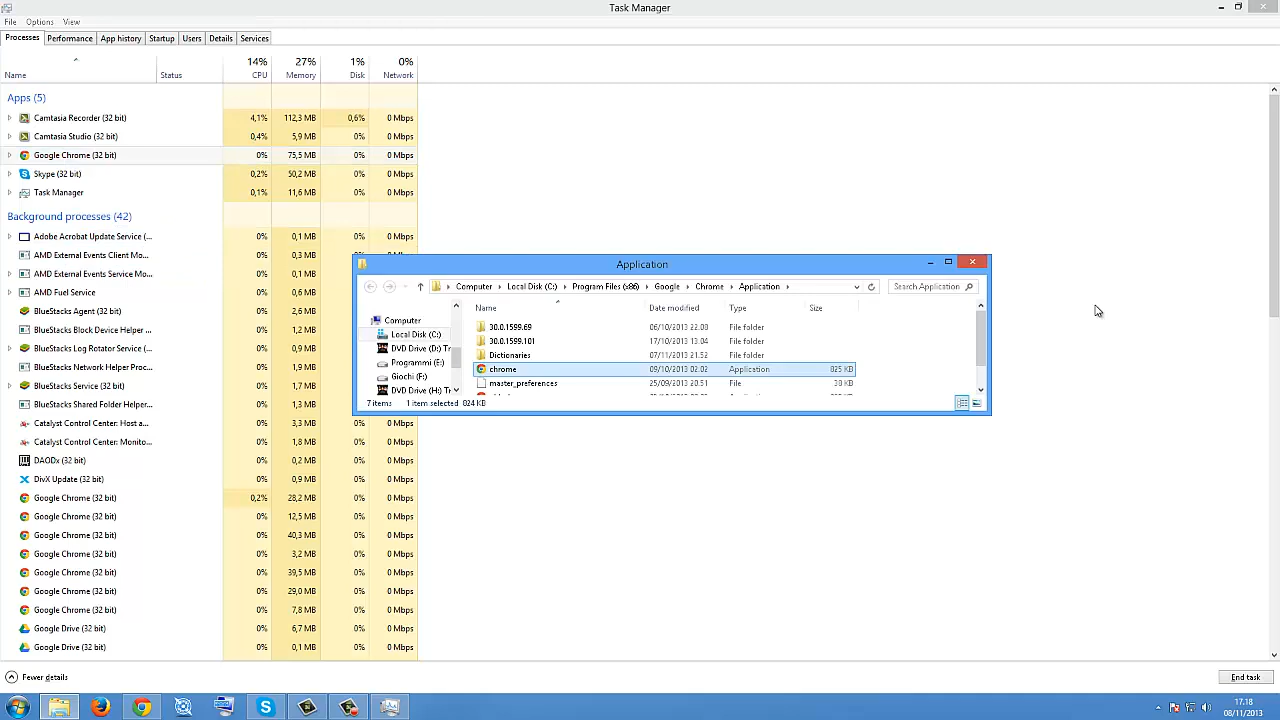 Task Manager
File Options View
Processes Performance App history Startup Users Details Services
14% 27% 1% 0%
Name Status CPU Memory Disk Network
Apps (5)
Camtasia Recorder (32 bit) 4,1% 112,3 MB 0,6% 0 Mbps
Camtasia Studio (32 bit) 0,4% 5,9 MB 0% 0 Mbps
Google Chrome (32 bit) 0% 75,5 MB 0% 0 Mbps
Skype (32 bit) 0,2% 50,2 MB 0% 0 Mbps
Task Manager 0,1% 11,6 MB 0% 0 Mbps
Background processes (42)
Adobe Acrobat Update Service (... 0% 0,1 MB 0% 0 Mbps
AMD External Events Client Mo... 0% 0,3 MB
AMD External Events Service Mo... 0% 0,1 MB
AMD Fuel Service 0% 2,6 MB
BlueStacks Agent (32 bit) 0% 2,2 MB
BlueStacks Block Device Helper ... 0% 1,2 MB
BlueStacks Log Rotator Service (... 0% 0,9 MB
BlueStacks Network Helper Proc... 0% 1,2 MB
BlueStacks Service (32 bit) 0% 1,7 MB
BlueStacks Shared Folder Helper... 0% 1,3 MB
Catalyst Control Center: Host a... 0% 3,3 MB 0% 0 Mbps
Catalyst Control Center: Monito... 0% 1,8 MB 0% 0 Mbps
DAODx (32 bit) 0% 0,2 MB 0% 0 Mbps
DivX Update (32 bit) 0% 0,9 MB 0% 0 Mbps
Google Chrome (32 bit) 0,2% 28,2 MB 0% 0 Mbps
Google Chrome (32 bit) 0% 12,5 MB 0% 0 Mbps
Google Chrome (32 bit) 0% 40,3 MB 0% 0 Mbps
Google Chrome (32 bit) 0% 3,2 MB 0% 0 Mbps
Google Chrome (32 bit) 0% 39,5 MB 0% 0 Mbps
Google Chrome (32 bit) 0% 29,0 MB 0% 0 Mbps
Google Chrome (32 bit) 0% 7,8 MB 0% 0 Mbps
Google Drive (32 bit) 0% 6,7 MB 0% 0 Mbps
Google Drive (32 bit) 0% 0,1 MB 0% 0 Mbps
Application
Computer Local Disk (C:) Program Files (x86) Google Chrome Application
Search Application
Computer
Local Disk (C:)
DVD Drive (D:) Tr
Programmi (E:)
Giochi (F:)
DVD Drive (H:) Tr
Name Date modified Type Size
30.0.1599.69 06/10/2013 22.08 File folder
30.0.1599.101 17/10/2013 13.04 File folder
Dictionaries 07/11/2013 21.52 File folder
chrome 09/10/2013 02.02 Application 825 KB
master_preferences 25/09/2013 20.51 File 38 KB
7 items 1 item selected 824 KB
Fewer details
End task
17.18
08/11/2013